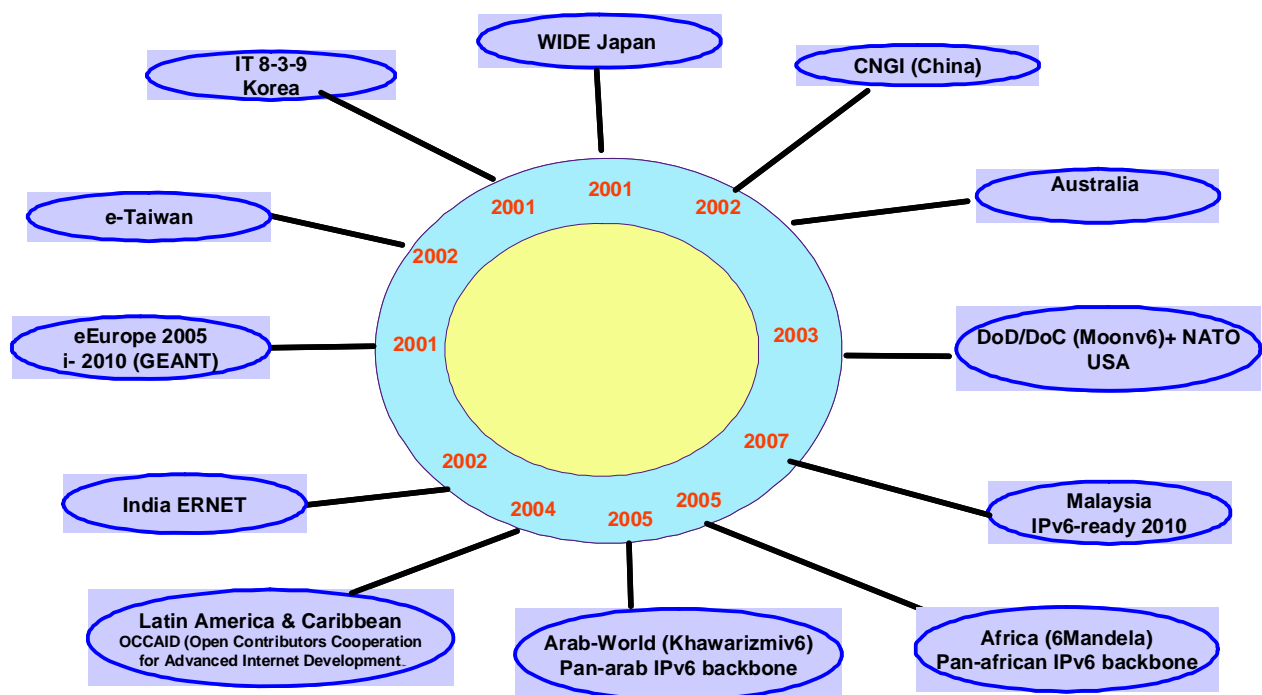 WIDE Japan
IT 8-3-9
Korea
CNGI (China)
2001
2001
2002
Australia
e-Taiwan
2002
eEurope 2005
i- 2010 (GEANT)
2001
2003
DoD/DoC (Moonv6)+ NATO
USA
2002
2007
India ERNET
2004
2005
2005
Malaysia
IPv6-ready 2010
Latin America & Caribbean
OCCAID (Open Contributors Cooperation
for Advanced Internet Development.
Arab-World (Khawarizmiv6)
Pan-arab IPv6 backbone
Africa (6Mandela)
Pan-african IPv6 backbone